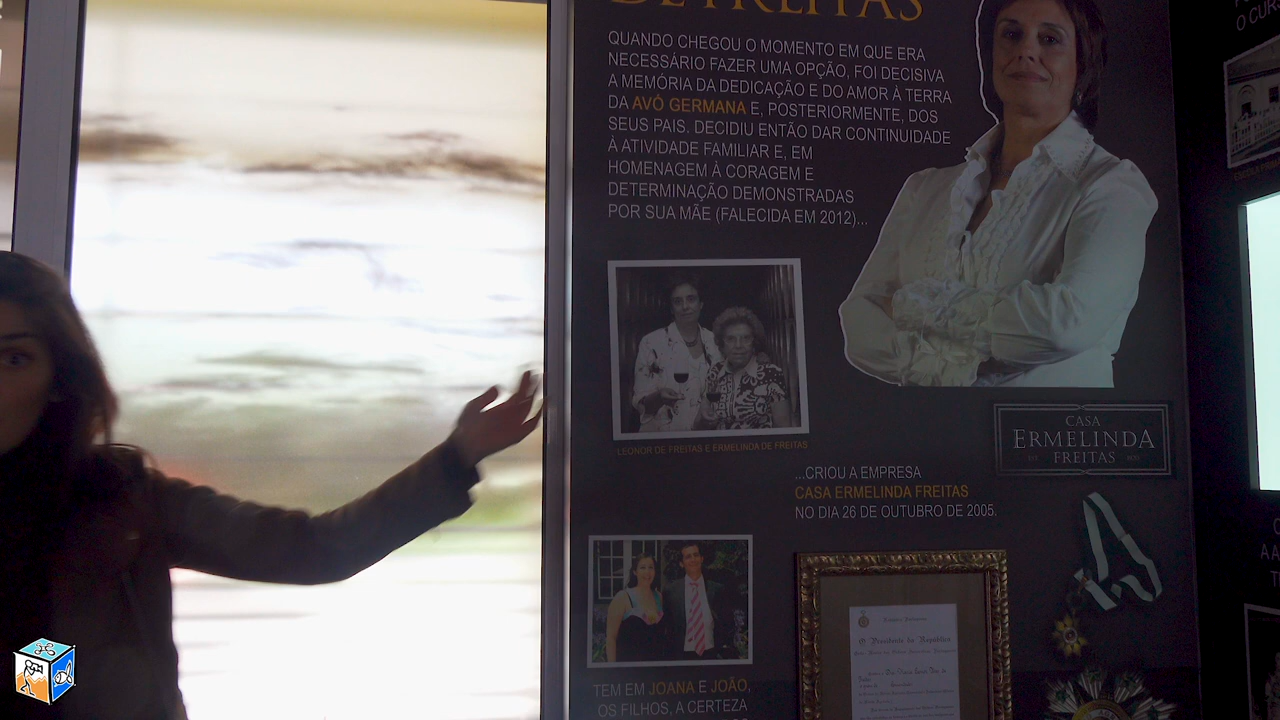 DE FREITAS
QUANDO CHEGOU O MOMENTO EM QUE ERA
NECESSÁRIO FAZER UMA OPÇÃO, FOI DECISIVA
A MEMÓRIA DA DEDICAÇÃO E DO AMOR À TERRA
DA AVÓ GERMANA E, POSTERIORMENTE, DOS
SEUS PAIS. DECIDIU ENTÃO DAR CONTINUIDADE
À ATIVIDADE FAMILIAR E, EM
HOMENAGEM À CORAGEM E
DETERMINAÇÃO DEMONSTRADAS
POR SUA MÃE (FALECIDA EM 2012)...
LEONOR DE FREITAS E ERMELINDA DE FREITAS
CASA
ERMELINDA
FREITAS
...CRIOU A EMPRESA
CASA ERMELINDA FREITAS
NO DIA 26 DE OUTUBRO DE 2005.
O Presidente da República
TEM EM JOANA E JOÃO,
OS FILHOS, A CERTEZA
O CUR